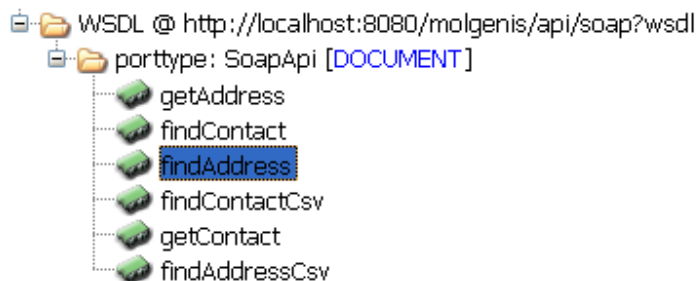 WSDL @ http://localhost:8080/molgenis/api/soap?wsdl
porttype: SoapApi [DOCUMENT]
getAddress
findContact
findAddress
findContactCsv
getContact
findAddressCsv